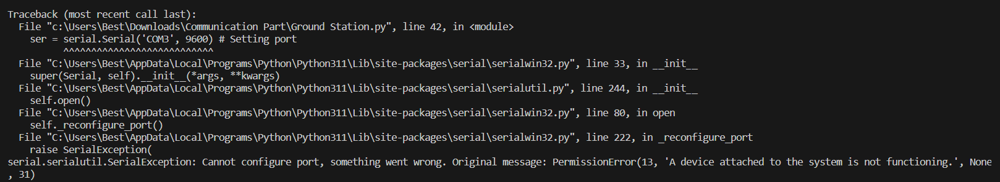 Traceback (most recent call last):
  File "c:\Users\Best\Downloads\Communication Part\Ground Station.py", line 42, in <module>
    ser = serial.Serial('COM3', 9600) # Setting port
          ^^^^^^^^^^^^^^^^^^^^^^^^^^^
  File "C:\Users\Best\AppData\Local\Programs\Python\Python311\Lib\site-packages\serial\serialwin32.py", line 33, in __init__
    super(Serial, self).__init__(*args, **kwargs)
  File "C:\Users\Best\AppData\Local\Programs\Python\Python311\Lib\site-packages\serial\serialutil.py", line 244, in __init__
    self.open()
  File "C:\Users\Best\AppData\Local\Programs\Python\Python311\Lib\site-packages\serial\serialwin32.py", line 80, in open
    self._reconfigure_port()
  File "C:\Users\Best\AppData\Local\Programs\Python\Python311\Lib\site-packages\serial\serialwin32.py", line 222, in _reconfigure_port
    raise SerialException(
serial.serialutil.SerialException: Cannot configure port, something went wrong. Original message: PermissionError(13, 'A device attached to the system is not functioning.', None
, 31)